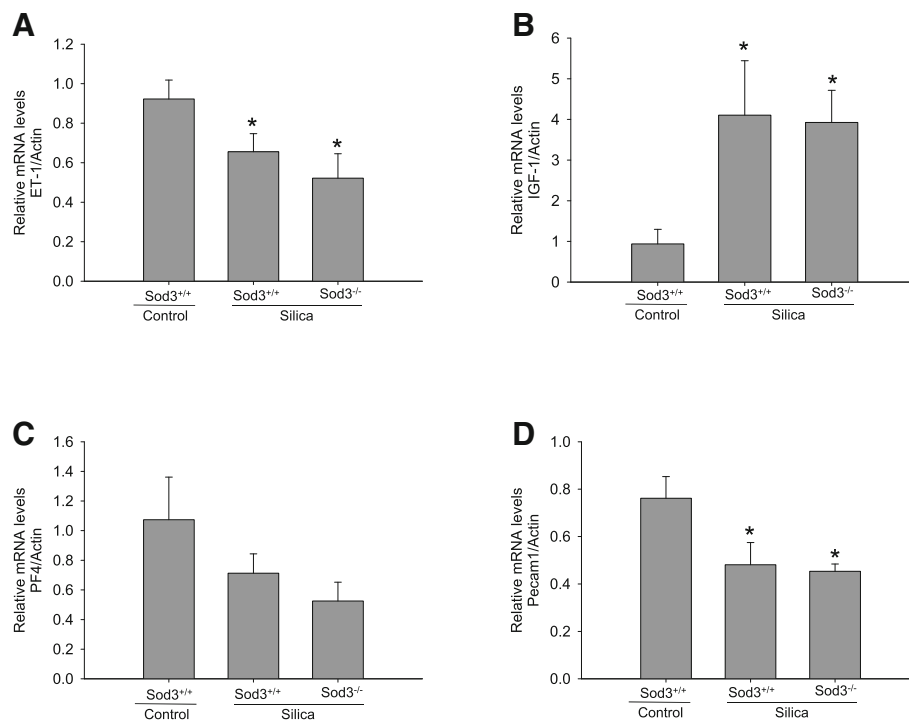 A
Relative mRNA levels
ET-1/Actin
1.2
1.0
0.8
0.6
0.4
0.2
0.0
*
*
Sod3+/+ Sod3+/+ Sod3-/-
Control Silica
B
Relative mRNA levels
IGF-1/Actin
6
5
4
3
2
1
0
*
*
Sod3+/+ Sod3+/+ Sod3-/-
Control Silica
C
Relative mRNA levels
PF4/Actin
1.6
1.4
1.2
1.0
0.8
0.6
0.4
0.2
0.0
Sod3+/+ Sod3+/+ Sod3-/-
Control Silica
D
Relative mRNA levels
Pecam1/Actin
1.0
0.8
0.6
0.4
0.2
0.0
*
*
Sod3+/+ Sod3+/+ Sod3-/-
Control Silica